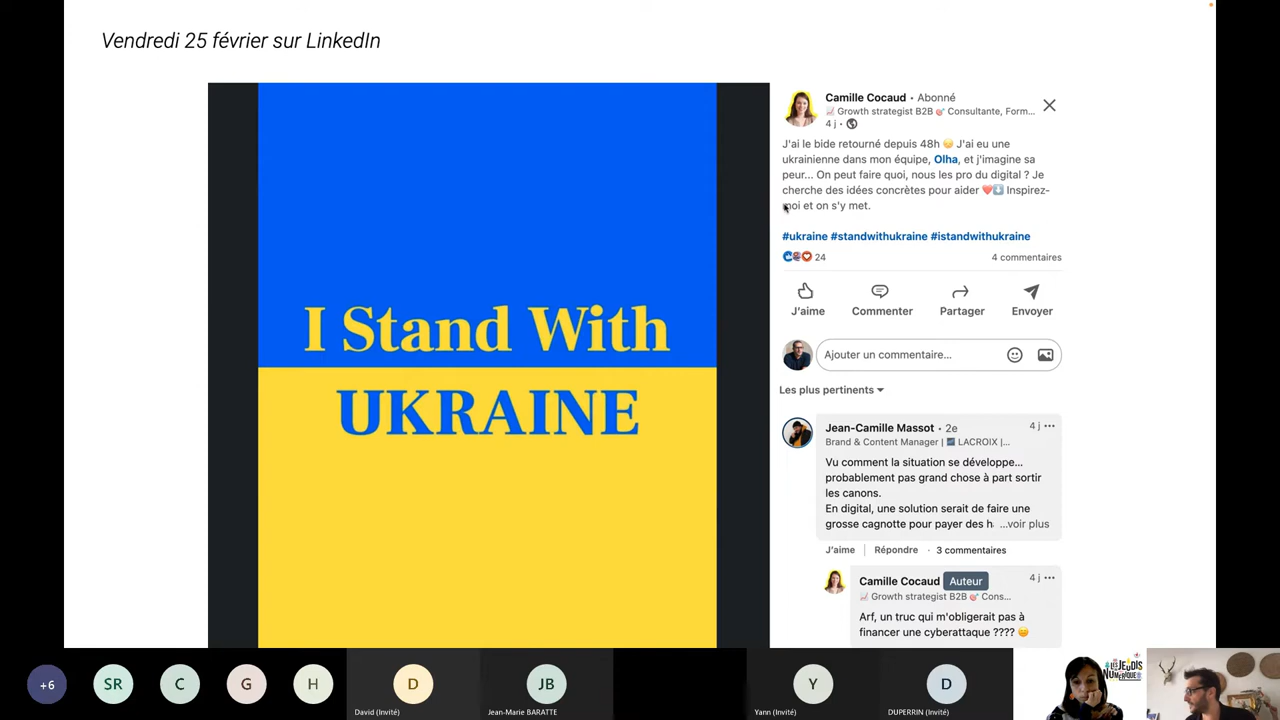 Vendredi 25 février sur LinkedIn
I Stand With
UKRAINE
Camille Cocaud • Abonné
📈 Growth strategist B2B 🎯 Consultante, Form...
4 j •
J'ai le bide retourné depuis 48h 😔 J'ai eu une
ukrainienne dans mon équipe, Olha, et j'imagine sa
peur... On peut faire quoi, nous les pro du digital ? Je
cherche des idées concrètes pour aider ❤️⬇️ Inspirez-
moi et on s'y met.
#ukraine #standwithukraine #istandwithukraine
24
4 commentaires
J'aime
Commenter
Partager
Envoyer
Ajouter un commentaire...
Les plus pertinents
Jean-Camille Massot • 2e
4 j
Brand & Content Manager | LACROIX |...
Vu comment la situation se développe...
probablement pas grand chose à part sortir
les canons.
En digital, une solution serait de faire une
grosse cagnotte pour payer des ...voir plus
J'aime | Répondre · 3 commentaires
Camille Cocaud Auteur
4 j
📈 Growth strategist B2B 🎯 Cons...
Arf, un truc qui m'obligerait pas à
financer une cyberattaque ???? 😊
+6
SR
C
G
H
D
David (Invité)
JB
Jean-Marie BARATTE
Y
Yann (Invité)
D
DUPERRIN (Invité)
LES JEUDIS
NUMERIQUE